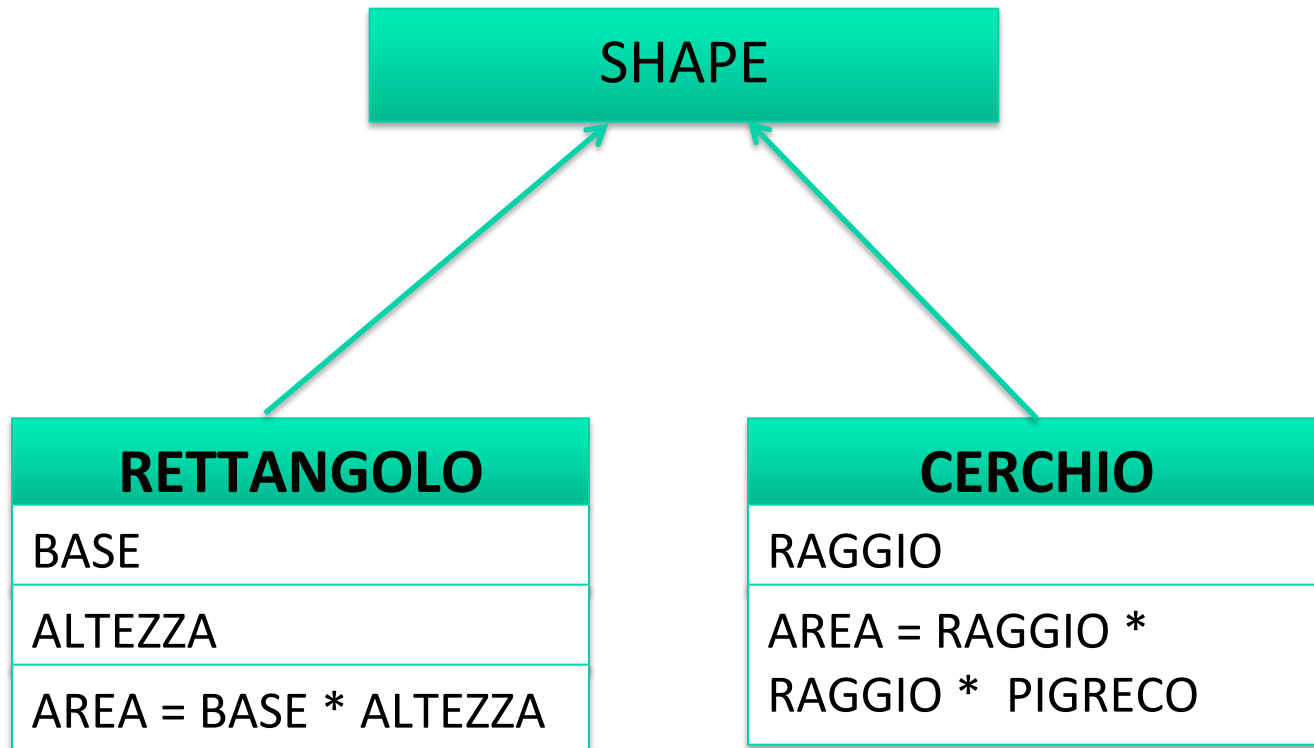 SHAPE
RETTANGOLO
BASE
ALTEZZA
AREA = BASE * ALTEZZA
CERCHIO
RAGGIO
AREA = RAGGIO *
RAGGIO * PIGRECO